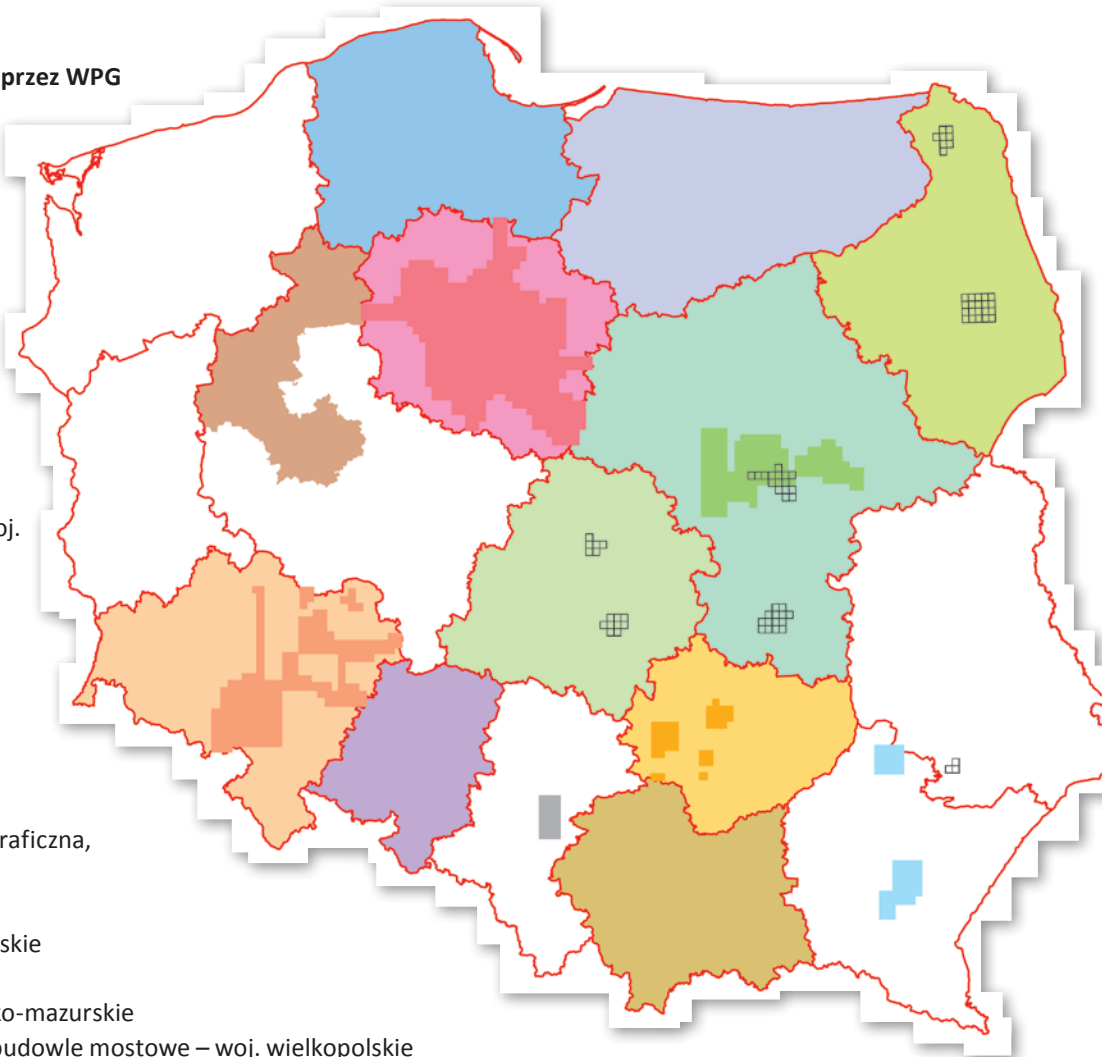 przez WPG
oj.
raficzna,
skie
o-mazurskie
budowle mostowe – woj. wielkopolskie